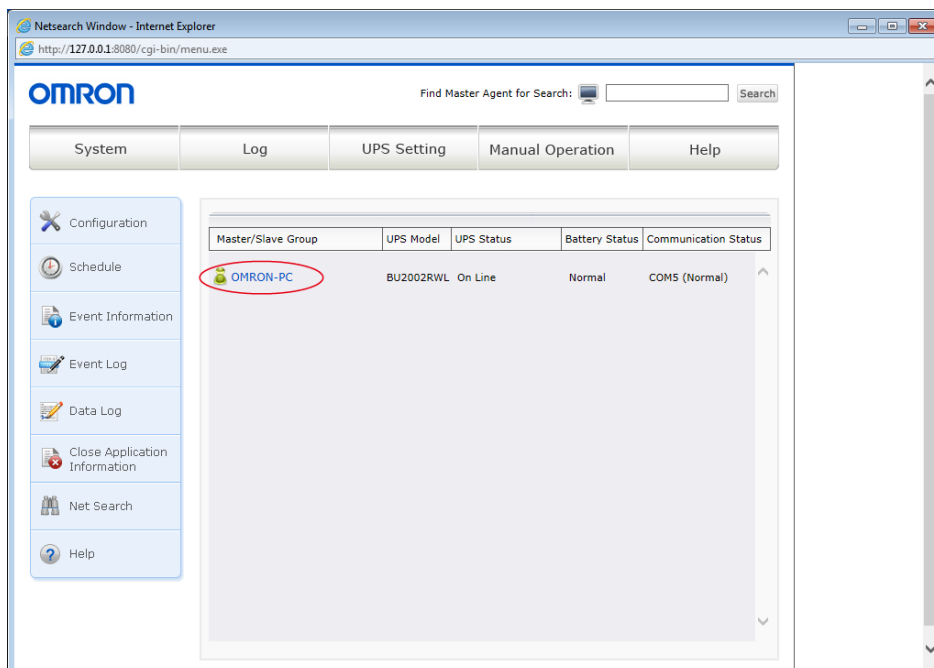 Netsearch Window - Internet Explorer
http://127.0.0.1:8080/cgi-bin/menu.exe
OMRON
Find Master Agent for Search:
Search
System Log UPS Setting Manual Operation Help
Configuration
Schedule
Event Information
Event Log
Data Log
Close Application
Information
Net Search
Help
Master/Slave Group UPS Model UPS Status Battery Status Communication Status
OMRON-PC BU2002RWL On Line Normal COM5 (Normal)